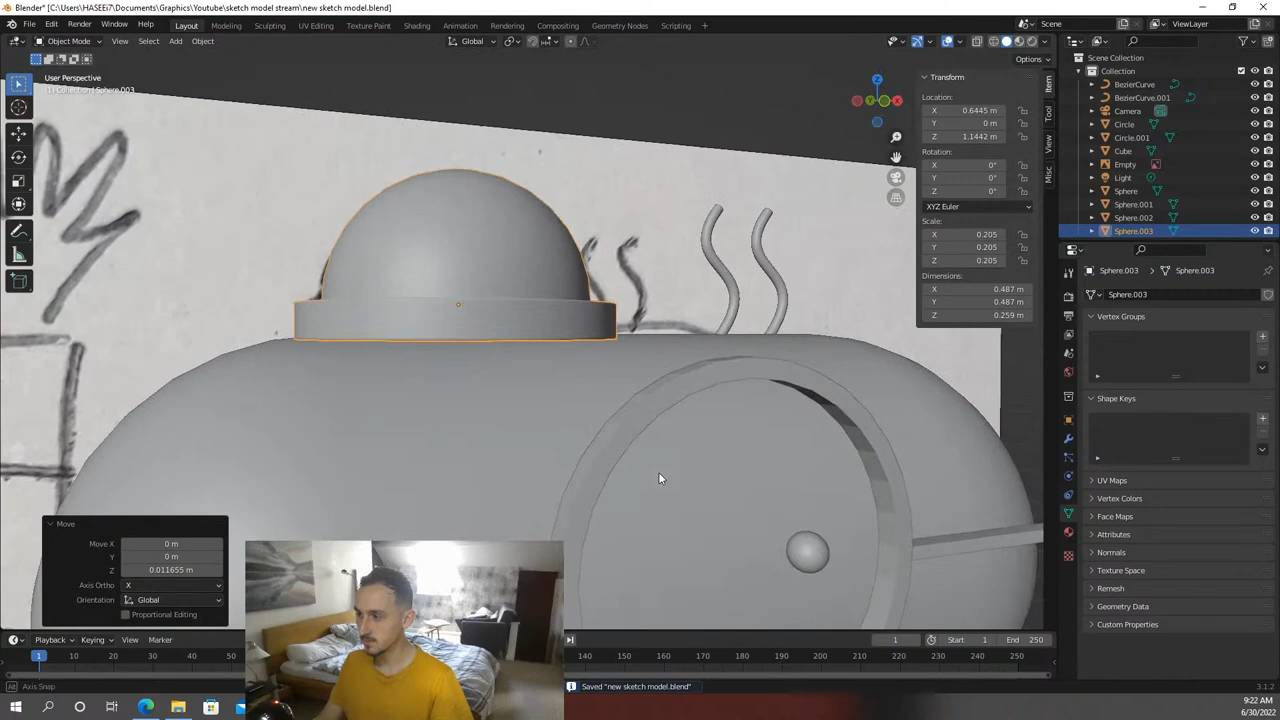 Blender* [C:\Users\HASEEi7\Documents\Graphics\Youtube\sketch model stream\new sketch model.blend]
File Edit Render Window Help Layout Modeling Sculpting UV Editing Texture Paint Shading Animation Rendering Compositing Geometry Nodes Scripting + Scene ViewLayer
Object Mode View Select Add Object Global
Options
User Perspective
(1) Collection | Sphere.003
Transform
Location:
X 0.6445 m
Y 0 m
Z 1.1442 m
Rotation:
X 0°
Y 0°
Z 0°
XYZ Euler
Scale:
X 0.205
Y 0.205
Z 0.205
Dimensions:
X 0.487 m
Y 0.487 m
Z 0.259 m
Item
Tool
View
Misc
Scene Collection
Collection
BezierCurve
BezierCurve.001
Camera
Circle
Circle.001
Cube
Empty
Light
Sphere
Sphere.001
Sphere.002
Sphere.003
Sphere.003 Sphere.003
Sphere.003
Vertex Groups
Shape Keys
UV Maps
Vertex Colors
Face Maps
Attributes
Normals
Texture Space
Remesh
Geometry Data
Custom Properties
Move
Move X 0 m
Y 0 m
Z 0.011655 m
Axis Ortho X
Orientation Global
Proportional Editing
Playback Keying View Marker 1 Start 1 End 250
1 10 20 30 40 50 140 150 160 170 180 190 200 210 220 230 240 250
Axis Snap
Saved "new sketch model.blend"
3.1.2
9:22 AM
6/30/2022